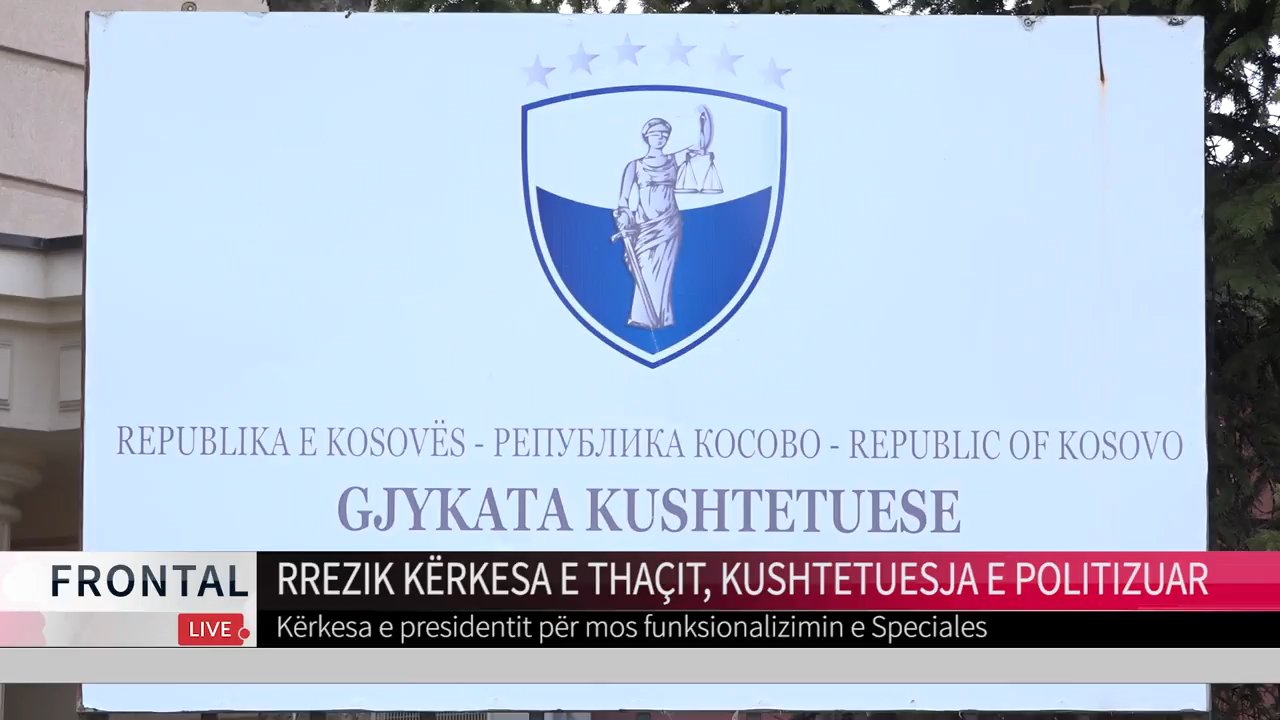 REPUBLIKA E KOSOVËS - РЕПУБЛИКА КОСОВО - REPUBLIC OF KOSOVO
GJYKATA KUSHTETUESE
FRONTAL
RREZIK KËRKESA E THAÇIT, KUSHTETUESJA E POLITIZUAR
LIVE
Kërkesa e presidentit për mos funksionalizimin e Speciales